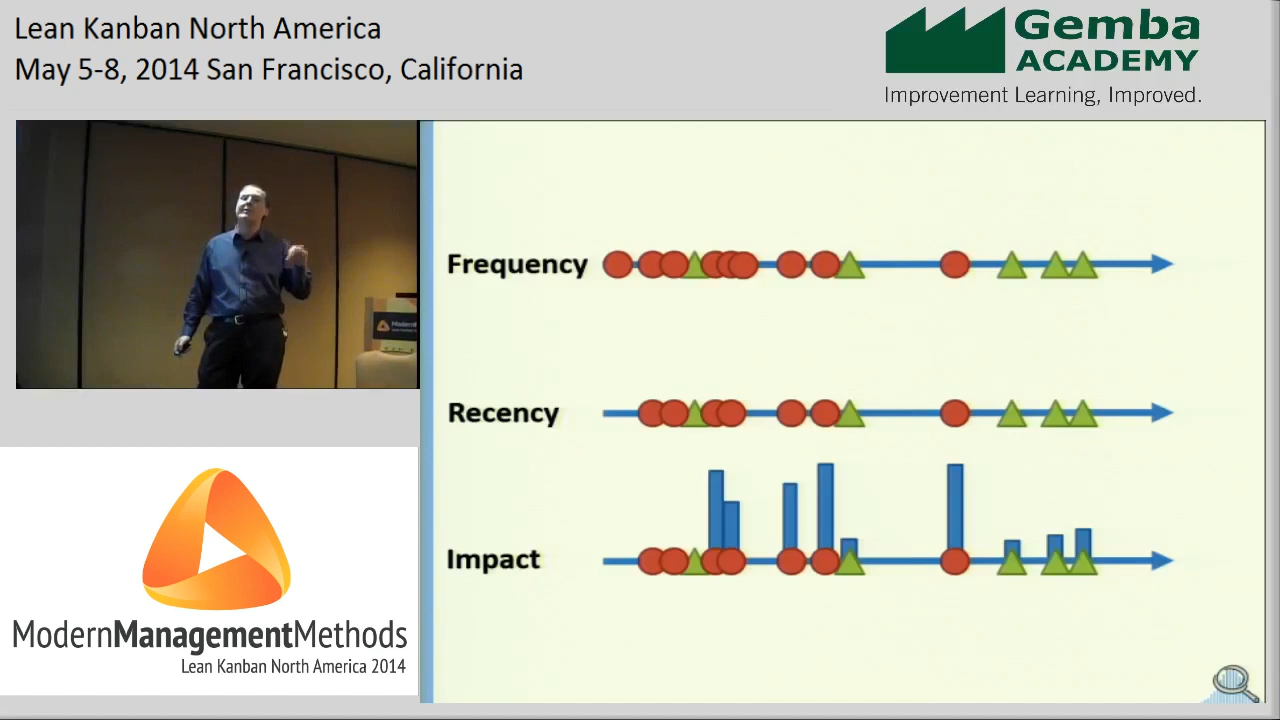 Lean Kanban North America
May 5-8, 2014 San Francisco, California
Gemba
ACADEMY
Improvement Learning, Improved.
Frequency
Recency
Impact
ModernManagementMethods
Lean Kanban North America 2014